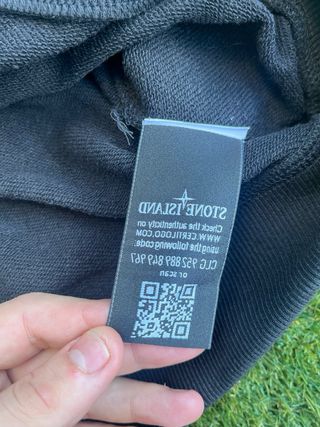 STONE ISLAND
Check the authenticity on
WWW.CERTILOGO.COM
using the following code:
CLG 952 889 849 967
or scan